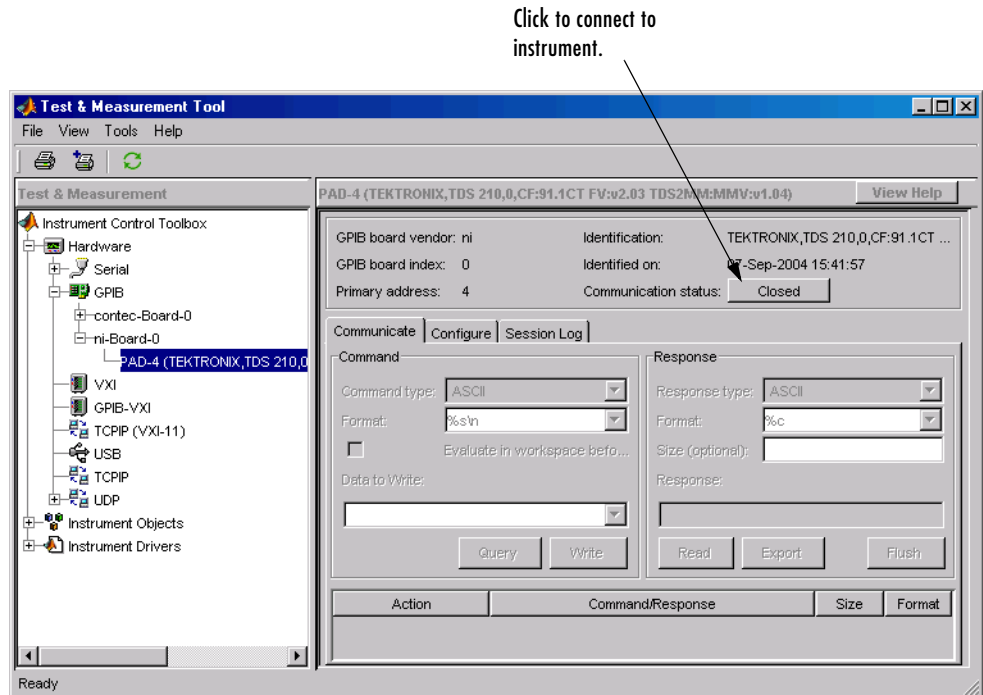 Click to connect to
instrument.
Test & Measurement Tool
File View Tools Help
Test & Measurement
PAD-4 (TEKTRONIX,TDS 210,0,CF:91.1CT FV:v2.03 TDS2MM:MMV:v1.04)
View Help
Instrument Control Toolbox
Hardware
Serial
GPIB
contec-Board-0
ni-Board-0
PAD-4 (TEKTRONIX,TDS 210,0
VXI
GPIB-VXI
TCPIP (VXI-11)
USB
TCPIP
UDP
Instrument Objects
Instrument Drivers
GPIB board vendor: ni
Identification: TEKTRONIX,TDS 210,0,CF:91.1CT ...
GPIB board index: 0
Identified on: 07-Sep-2004 15:41:57
Primary address: 4
Communication status: Closed
Communicate Configure Session Log
Command
Command type: ASCII
Format: %s\n
Evaluate in workspace befo...
Data to Write:
Query Write
Response
Response type: ASCII
Format: %c
Size (optional):
Response:
Read Export Flush
Action Command/Response Size Format
Ready